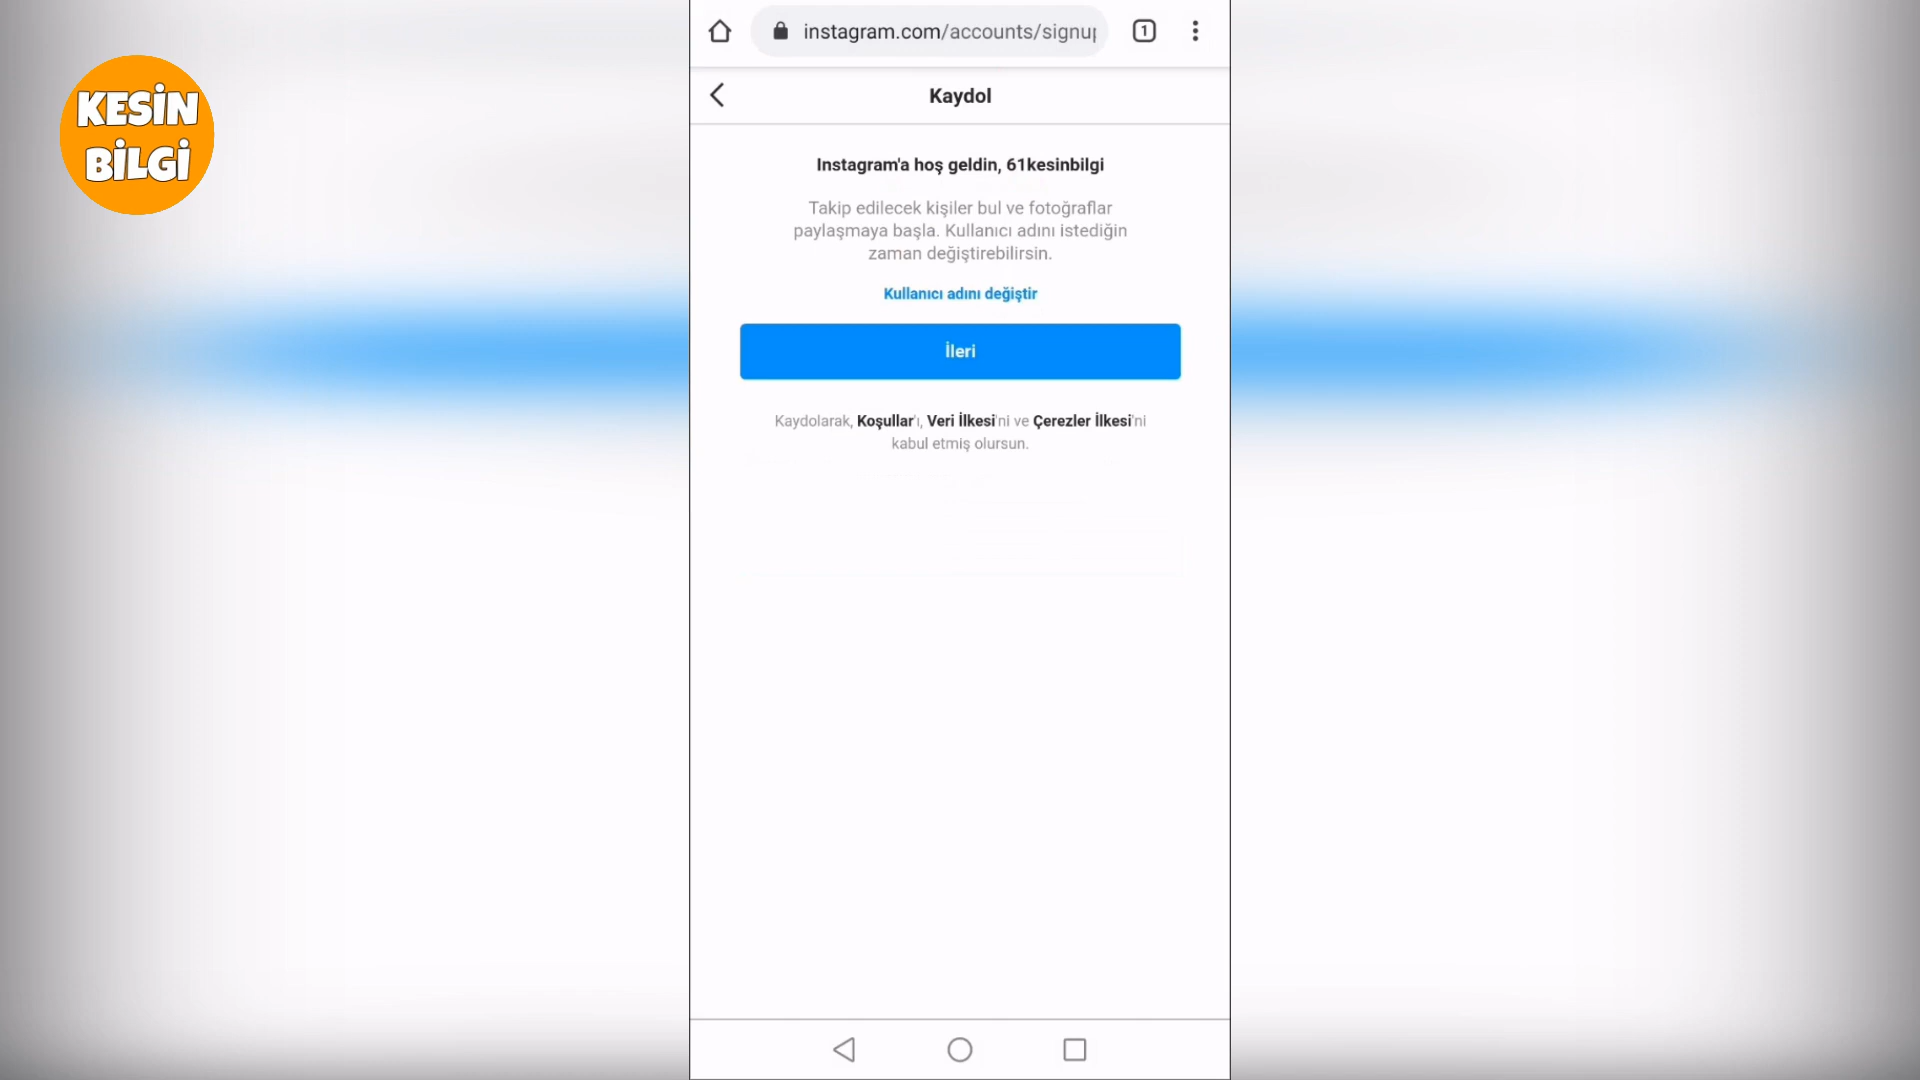 KESİN
BİLGİ
instagram.com/accounts/signup
1
Kaydol
Instagram'a hoş geldin, 61kesinbilgi
Takip edilecek kişiler bul ve fotoğraflar
paylaşmaya başla. Kullanıcı adını istediğin
zaman değiştirebilirsin.
Kullanıcı adını değiştir
İleri
Kaydolarak, Koşullar'ı, Veri İlkesi'ni ve Çerezler İlkesi'ni
kabul etmiş olursun.